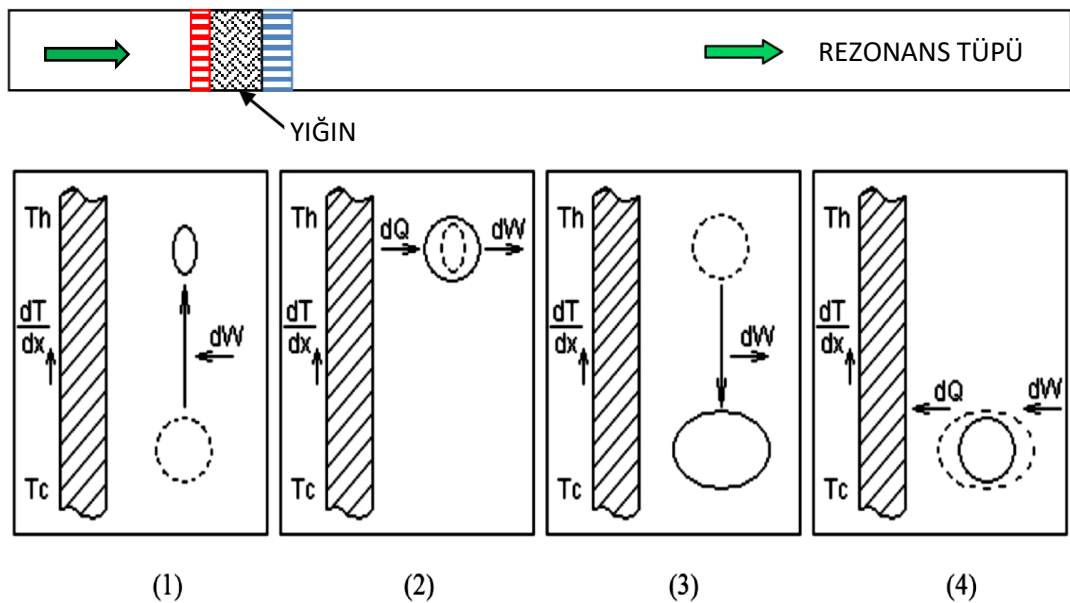 REZONANS TÜPÜ
YIĞIN
Th
dT
dx
dW
Tc
(1)
Th
dQ
dW
dT
dx
Tc
(2)
Th
dT
dx
dW
Tc
(3)
Th
dT
dx
dQ
dW
Tc
(4)